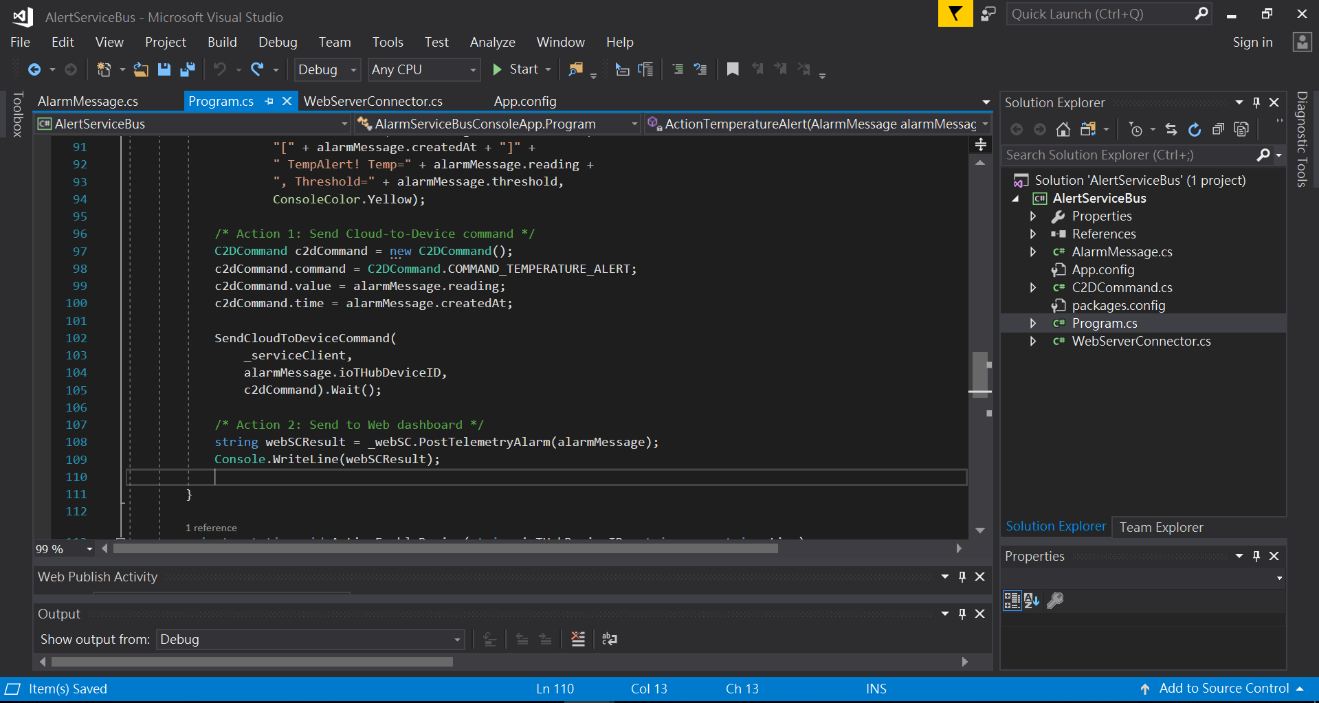 AlertServiceBus - Microsoft Visual Studio
Quick Launch (Ctrl+Q)
File Edit View Project Build Debug Team Tools Test Analyze Window Help
Sign in
Debug Any CPU Start
Toolbox
AlarmMessage.cs Program.cs WebServerConnector.cs App.config
AlertServiceBus AlarmServiceBusConsoleApp.Program ActionTemperatureAlert(AlarmMessage alarmMessag
91 "[" + alarmMessage.createdAt + "]" +
92 " TempAlert! Temp=" + alarmMessage.reading +
93 ", Threshold=" + alarmMessage.threshold,
94 ConsoleColor.Yellow);
95
96 /* Action 1: Send Cloud-to-Device command */
97 C2DCommand c2dCommand = new C2DCommand();
98 c2dCommand.command = C2DCommand.COMMAND_TEMPERATURE_ALERT;
99 c2dCommand.value = alarmMessage.reading;
100 c2dCommand.time = alarmMessage.createdAt;
101
102 SendCloudToDeviceCommand(
103 _serviceClient,
104 alarmMessage.ioTHubDeviceID,
105 c2dCommand).Wait();
106
107 /* Action 2: Send to Web dashboard */
108 string webSCResult = _webSC.PostTelemetryAlarm(alarmMessage);
109 Console.WriteLine(webSCResult);
110
111 }
112
1 reference
99 %
Web Publish Activity
Output
Show output from: Debug
Solution Explorer
Search Solution Explorer (Ctrl+;)
Solution 'AlertServiceBus' (1 project)
C# AlertServiceBus
Properties
References
C# AlarmMessage.cs
App.config
C# C2DCommand.cs
packages.config
C# Program.cs
C# WebServerConnector.cs
Solution Explorer Team Explorer
Properties
Diagnostic Tools
Item(s) Saved Ln 110 Col 13 Ch 13 INS Add to Source Control